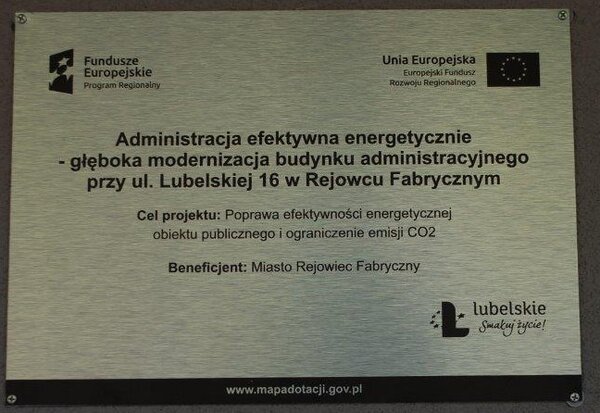 Fundusze
Europejskie
Program Regionalny
Unia Europejska
Europejski Fundusz
Rozwoju Regionalnego
Administracja efektywna energetycznie
- głęboka modernizacja budynku administracyjnego
przy ul. Lubelskiej 16 w Rejowcu Fabrycznym
Cel projektu: Poprawa efektywności energetycznej
obiektu publicznego i ograniczenie emisji CO2
Beneficjent: Miasto Rejowiec Fabryczny
lubelskie
Smakuj życie!
www.mapadotacji.gov.pl